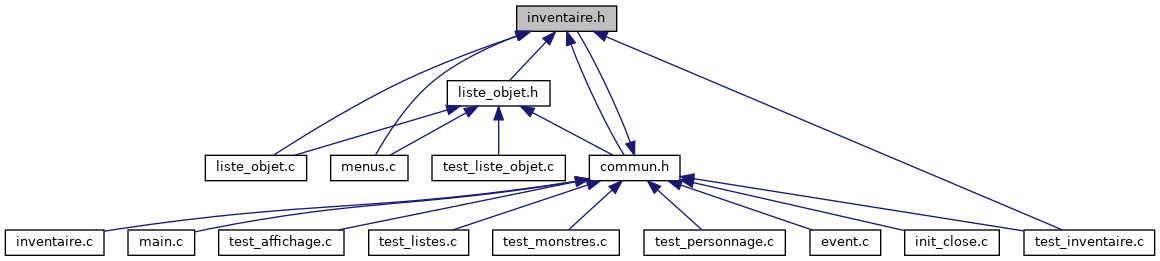 inventaire.h
liste_objet.h
liste_objet.c
menus.c
test_liste_objet.c
commun.h
inventaire.c
main.c
test_affichage.c
test_listes.c
test_monstres.c
test_personnage.c
event.c
init_close.c
test_inventaire.c